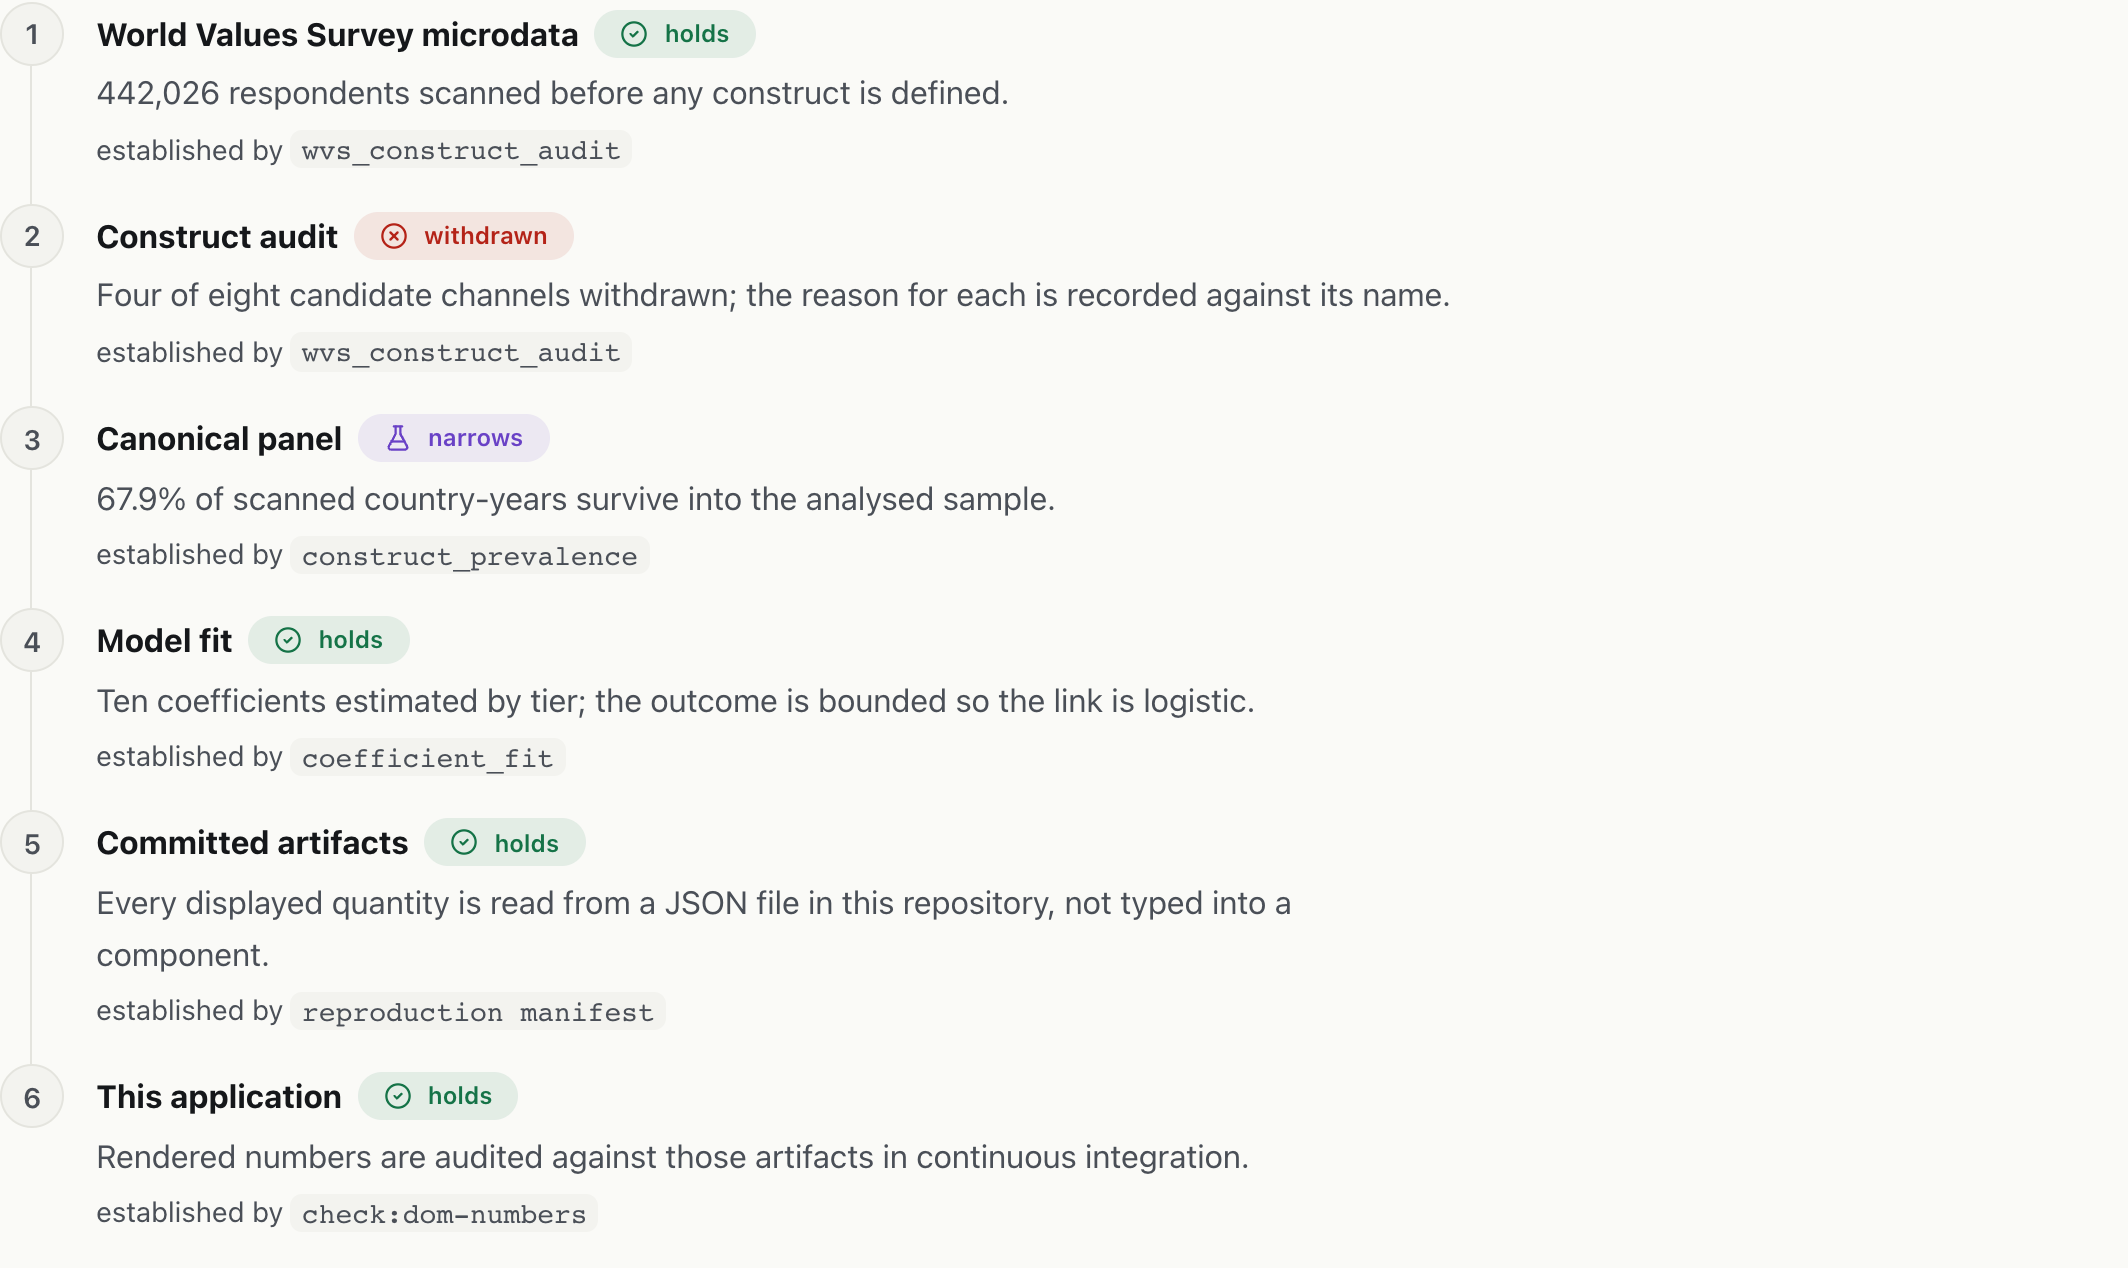 1 World Values Survey microdata holds
442,026 respondents scanned before any construct is defined.
established by wvs_construct_audit
2 Construct audit withdrawn
Four of eight candidate channels withdrawn; the reason for each is recorded against its name.
established by wvs_construct_audit
3 Canonical panel narrows
67.9% of scanned country-years survive into the analysed sample.
established by construct_prevalence
4 Model fit holds
Ten coefficients estimated by tier; the outcome is bounded so the link is logistic.
established by coefficient_fit
5 Committed artifacts holds
Every displayed quantity is read from a JSON file in this repository, not typed into a
component.
established by reproduction manifest
6 This application holds
Rendered numbers are audited against those artifacts in continuous integration.
established by check:dom-numbers